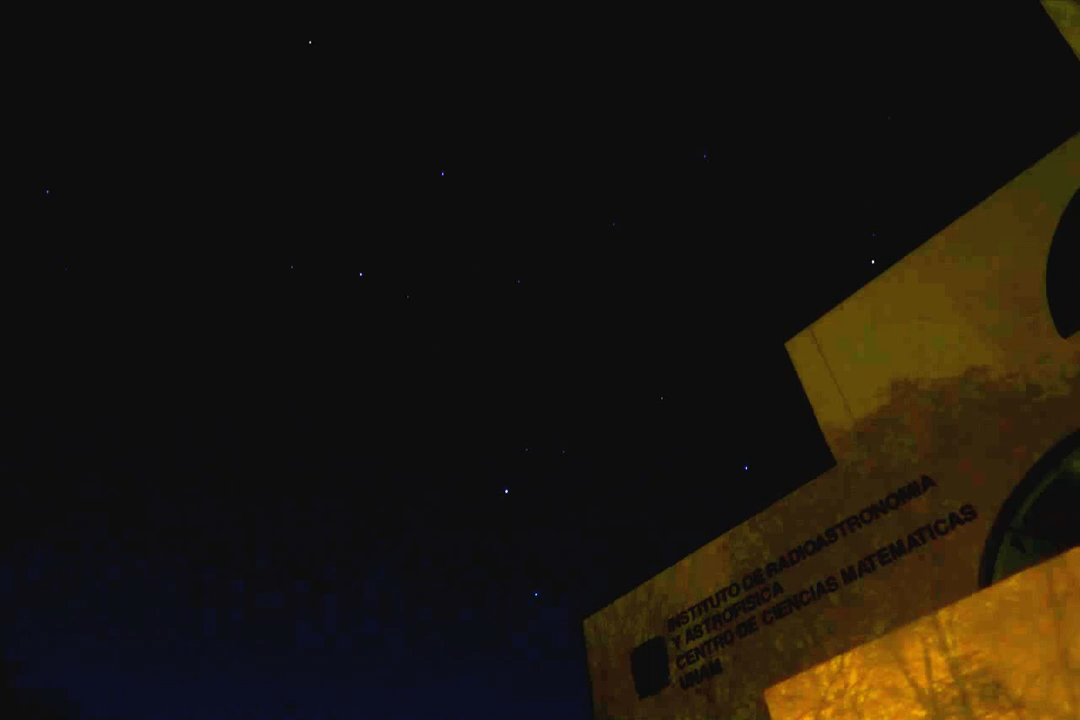 INSTITUTO DE RADIOASTRONOMIA
Y ASTROFISICA
CENTRO DE CIENCIAS MATEMATICAS
UNAM